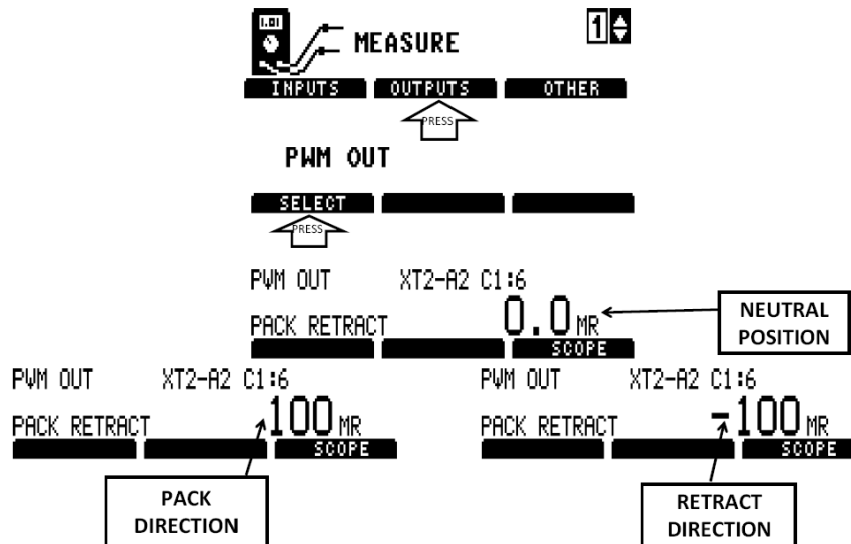 1.01
MEASURE
1
INPUTS OUTPUTS OTHER
PRESS
PWM OUT
SELECT
PRESS
PWM OUT XT2-A2 C1:6
PACK RETRACT 0.0 MR
SCOPE
NEUTRAL
POSITION
PWM OUT XT2-A2 C1:6
PACK RETRACT 100 MR
SCOPE
PACK
DIRECTION
PWM OUT XT2-A2 C1:6
PACK RETRACT -100 MR
SCOPE
RETRACT
DIRECTION